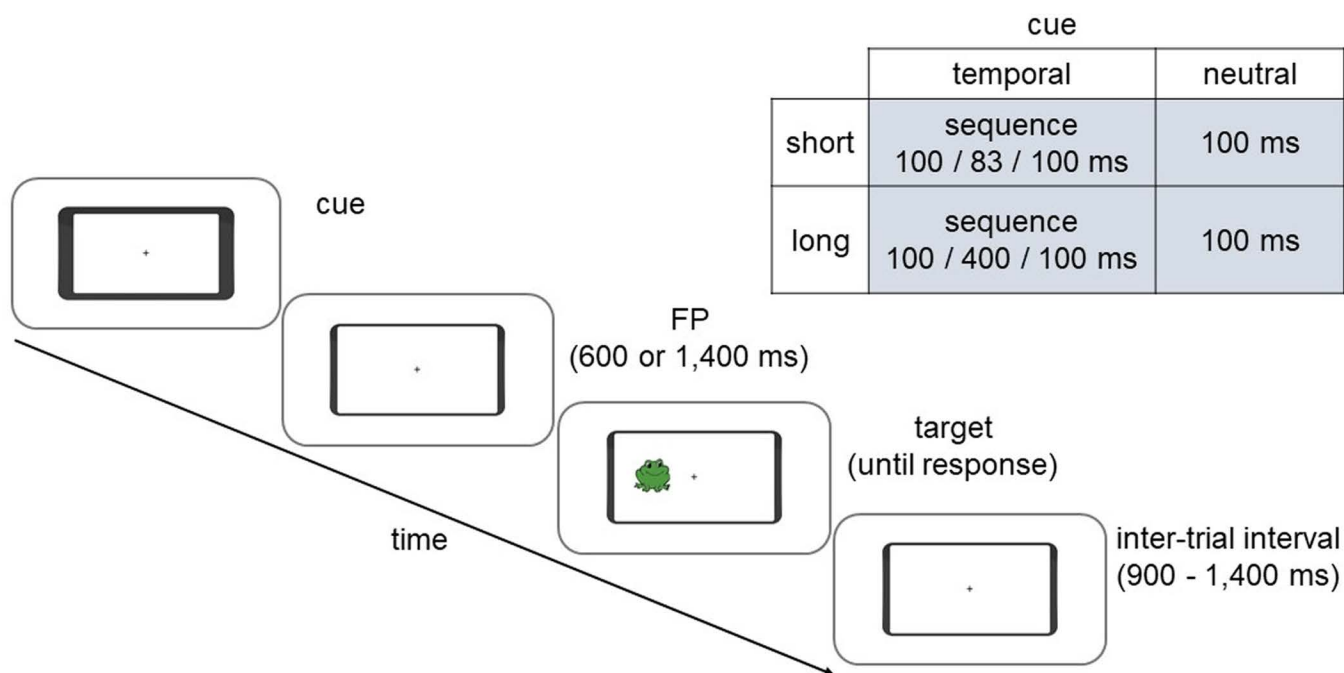 cue
temporal neutral
short sequence 100 ms
100 / 83 / 100 ms
long sequence 100 ms
100 / 400 / 100 ms
cue
FP
(600 or 1,400 ms)
target
(until response)
time
inter-trial interval
(900 - 1,400 ms)